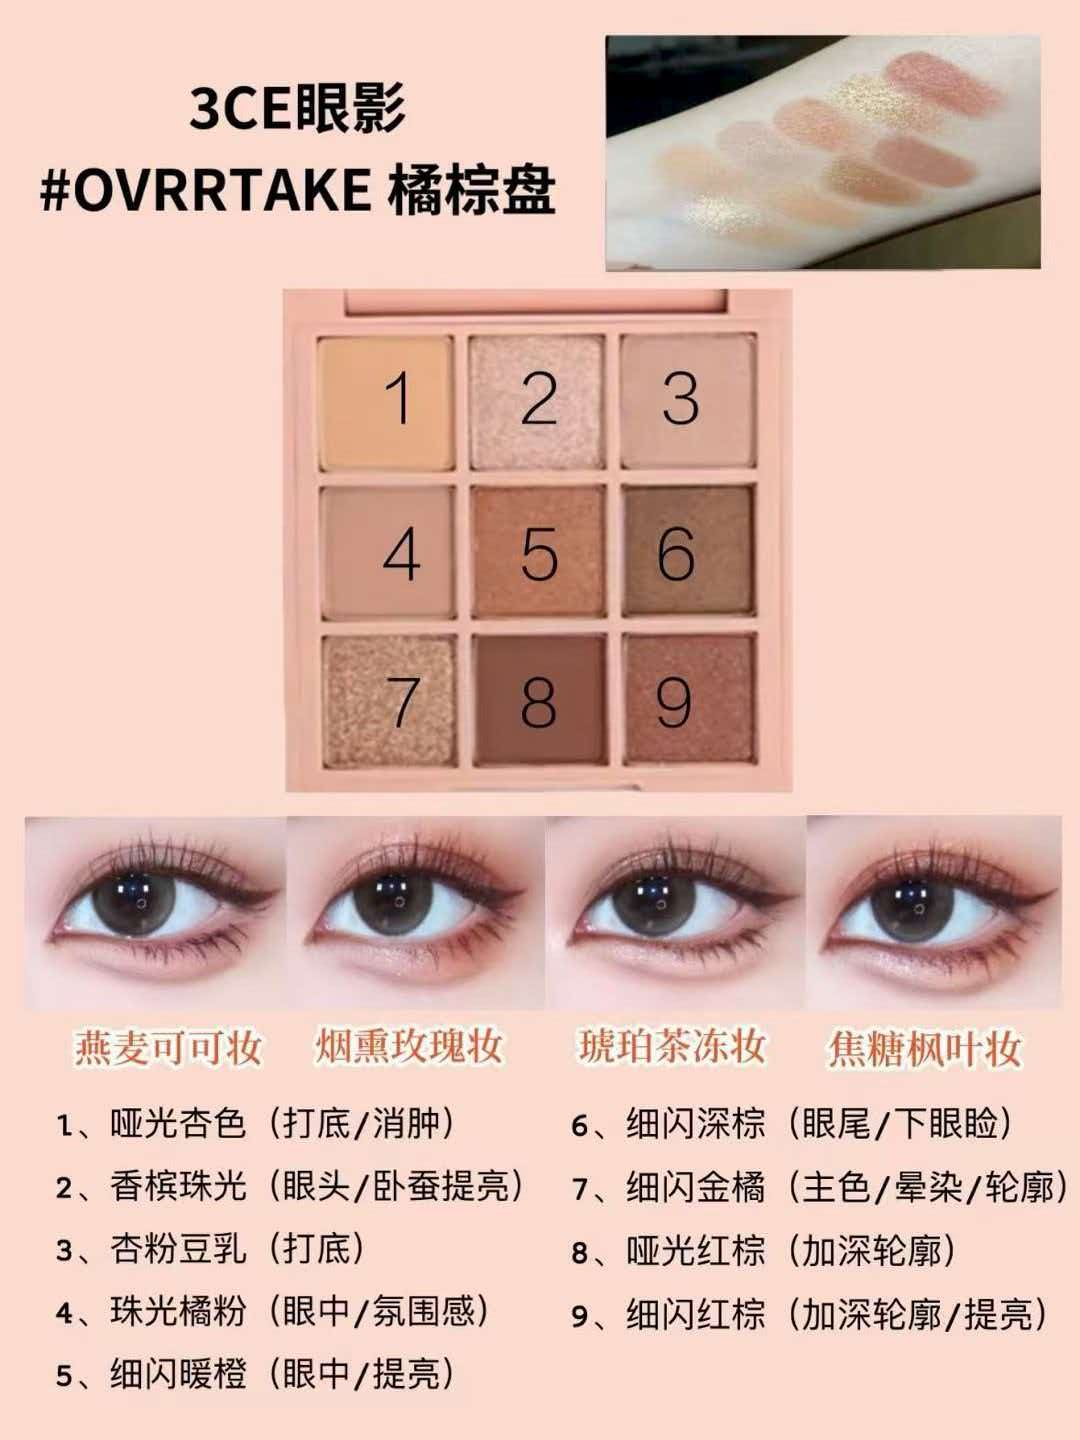 3CE眼影
#OVRRTAKE 橘棕盘
1
2
3
4
5
6
7
8
9
燕麦可可妆
烟熏玫瑰妆
琥珀茶冻妆
焦糖枫叶妆
1、哑光杏色（打底/消肿）
2、香槟珠光（眼头/卧蚕提亮）
3、杏粉豆乳（打底）
4、珠光橘粉（眼中/氛围感）
5、细闪暖橙（眼中/提亮）
6、细闪深棕（眼尾/下眼睑）
7、细闪金橘（主色/晕染/轮廓）
8、哑光红棕（加深轮廓）
9、细闪红棕（加深轮廓/提亮）